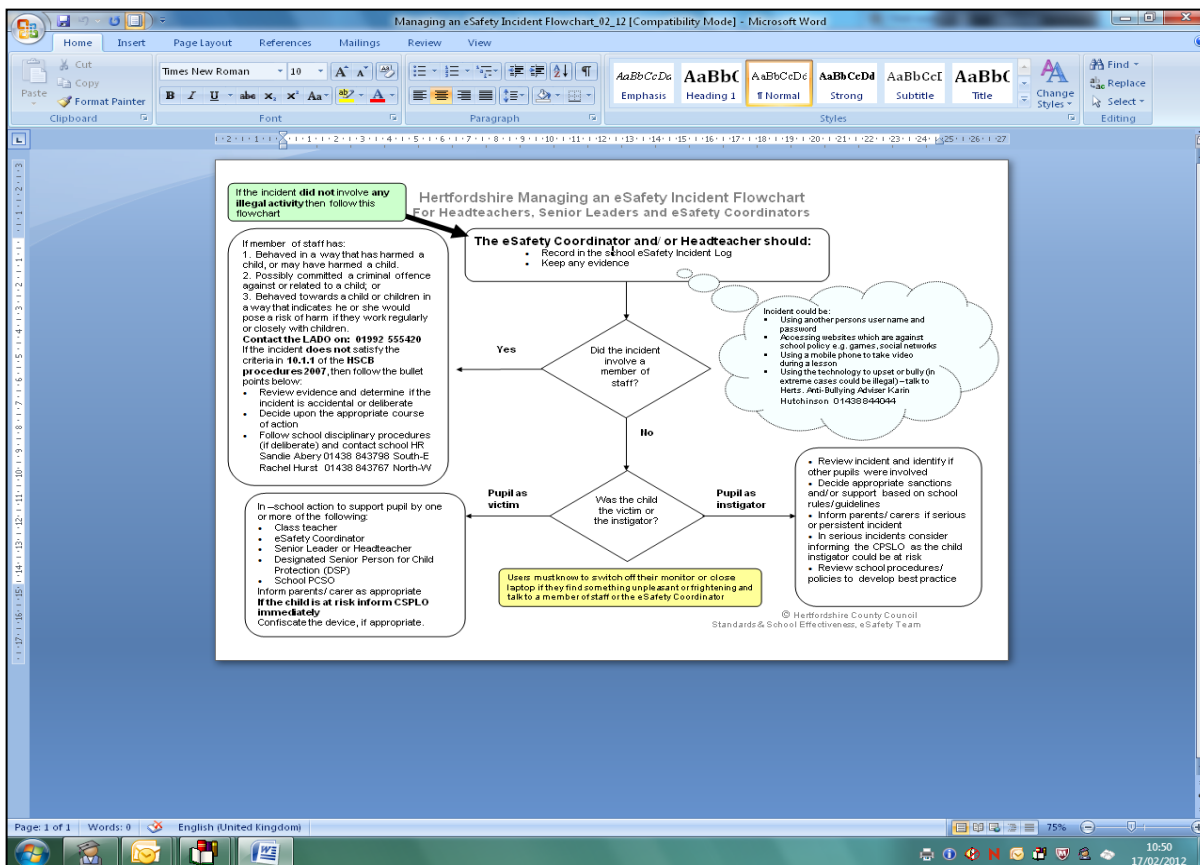 Managing an eSafety Incident Flowchart_02_12 [Compatibility Mode] - Microsoft Word
Home Insert Page Layout References Mailings Review View
Cut
Copy
Paste
Format Painter
Clipboard
Times New Roman 10
Font
Paragraph
AaBbCcDa AaBb( AaBbCcDd AaBbCcDd AaBbCcI AaBb(
Emphasis Heading 1 ¶ Normal Strong Subtitle Title
Change Styles
Styles
Find
Replace
Select
Editing
If the incident did not involve any
illegal activity then follow this
flowchart
Hertfordshire Managing an eSafety Incident Flowchart
For Headteachers, Senior Leaders and eSafety Coordinators
The eSafety Coordinator and/ or Headteacher should:
• Record in the school eSafety Incident Log
• Keep any evidence
If member of staff has:
1. Behaved in a way that has harmed a
child, or may have harmed a child.
2. Possibly committed a criminal offence
against or related to a child; or
3. Behaved towards a child or children in
a way that indicates he or she would
pose a risk of harm if they work regularly
or closely with children.
Contact the LADO on: 01992 555420
If the incident does not satisfy the
criteria in 10.1.1 of the HSCB
procedures 2007, then follow the bullet
points below:
• Review evidence and determine if the
incident is accidental or deliberate
• Decide upon the appropriate course
of action
• Follow school disciplinary procedures
(if deliberate) and contact school HR
Sandie Abery 01438 843798 South-E
Rachel Hurst 01438 843767 North-W
Yes
Did the incident
involve a
member of
staff?
Incident could be:
• Using another persons user name and
password
• Accessing websites which are against
school policy e.g. games, social networks
• Using a mobile phone to take video
during a lesson
• Using the technology to upset or bully (in
extreme cases could be illegal) – talk to
Herts. Anti-Bullying Adviser Karin
Hutchinson 01438 844044
No
In –school action to support pupil by one
or more of the following:
• Class teacher
• eSafety Coordinator
• Senior Leader or Headteacher
• Designated Senior Person for Child
Protection (DSP)
• School PCSO
Inform parents/ carer as appropriate
If the child is at risk inform CSPLO
immediately
Confiscate the device, if appropriate.
Pupil as
victim
Was the child
the victim or
the instigator?
Pupil as
instigator
• Review incident and identify if
other pupils were involved
• Decide appropriate sanctions
and/or support based on school
rules/guidelines
• Inform parents/ carers if serious
or persistent incident
• In serious incidents consider
informing the CPSLO as the child
instigator could be at risk
• Review school procedures/
policies to develop best practice
Users must know to switch off their monitor or close
laptop if they find something unpleasant or frightening and
talk to a member of staff or the eSafety Coordinator
© Hertfordshire County Council
Standards & School Effectiveness, eSafety Team
Page: 1 of 1 Words: 0 English (United Kingdom) 75%
10:50
17/02/2012